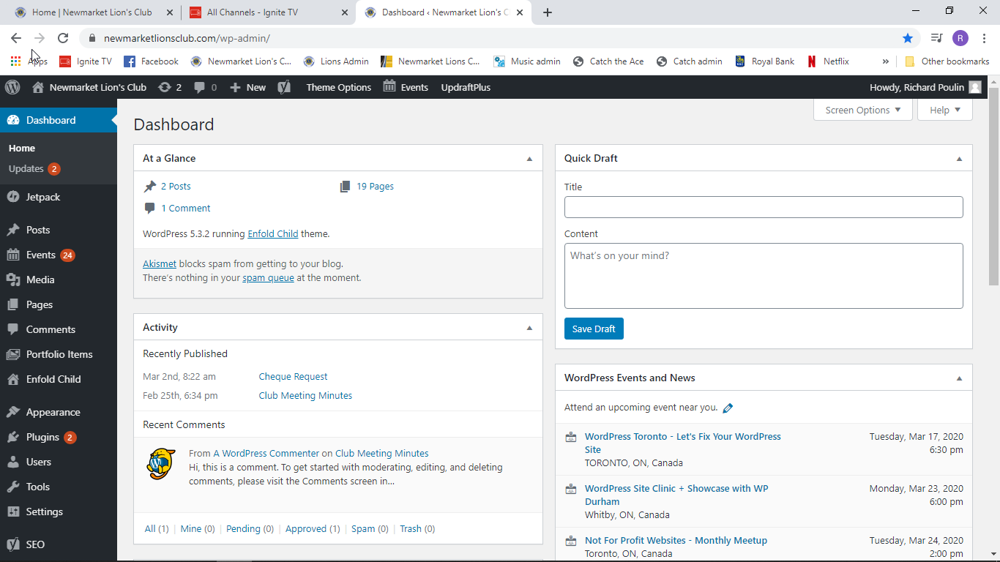 Home | Newmarket Lion's Club
All Channels - Ignite TV
Dashboard ‹ Newmarket Lion's C
newmarketlionsclub.com/wp-admin/
R
Apps
Ignite TV
Facebook
Newmarket Lion's C...
Lions Admin
Newmarket Lions C...
Music admin
Catch the Ace
Catch admin
Royal Bank
Netflix
»
Other bookmarks
Newmarket Lion's Club
2
0
New
Theme Options
Events
UpdraftPlus
Howdy, Richard Poulin
Dashboard
Home
Updates 2
Jetpack
Posts
Events 24
Media
Pages
Comments
Portfolio Items
Enfold Child
Appearance
Plugins 2
Users
Tools
Settings
SEO
Screen Options
Help
Dashboard
At a Glance
2 Posts
19 Pages
1 Comment
WordPress 5.3.2 running Enfold Child theme.
Akismet blocks spam from getting to your blog.
There's nothing in your spam queue at the moment.
Activity
Recently Published
Mar 2nd, 8:22 am Cheque Request
Feb 25th, 6:34 pm Club Meeting Minutes
Recent Comments
From A WordPress Commenter on Club Meeting Minutes
Hi, this is a comment. To get started with moderating, editing, and deleting
comments, please visit the Comments screen in...
All (1) | Mine (0) | Pending (0) | Approved (1) | Spam (0) | Trash (0)
Quick Draft
Title
Content
What's on your mind?
Save Draft
WordPress Events and News
Attend an upcoming event near you.
WordPress Toronto - Let's Fix Your WordPress
Site
TORONTO, ON, Canada
Tuesday, Mar 17, 2020
6:30 pm
WordPress Site Clinic + Showcase with WP
Durham
Whitby, ON, Canada
Monday, Mar 23, 2020
6:00 pm
Not For Profit Websites - Monthly Meetup
Toronto, ON, Canada
Tuesday, Mar 24, 2020
2:00 pm